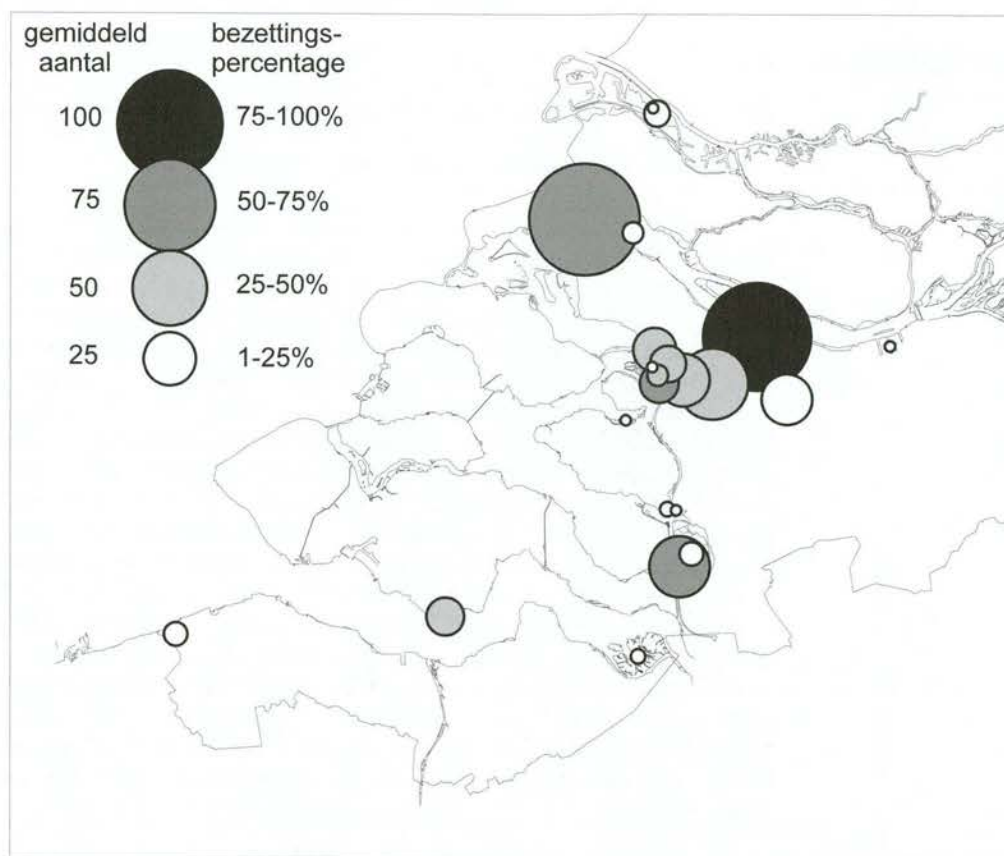 gemiddeld
aantal
bezettings-
percentage
100 75-100%
75 50-75%
50 25-50%
25 1-25%